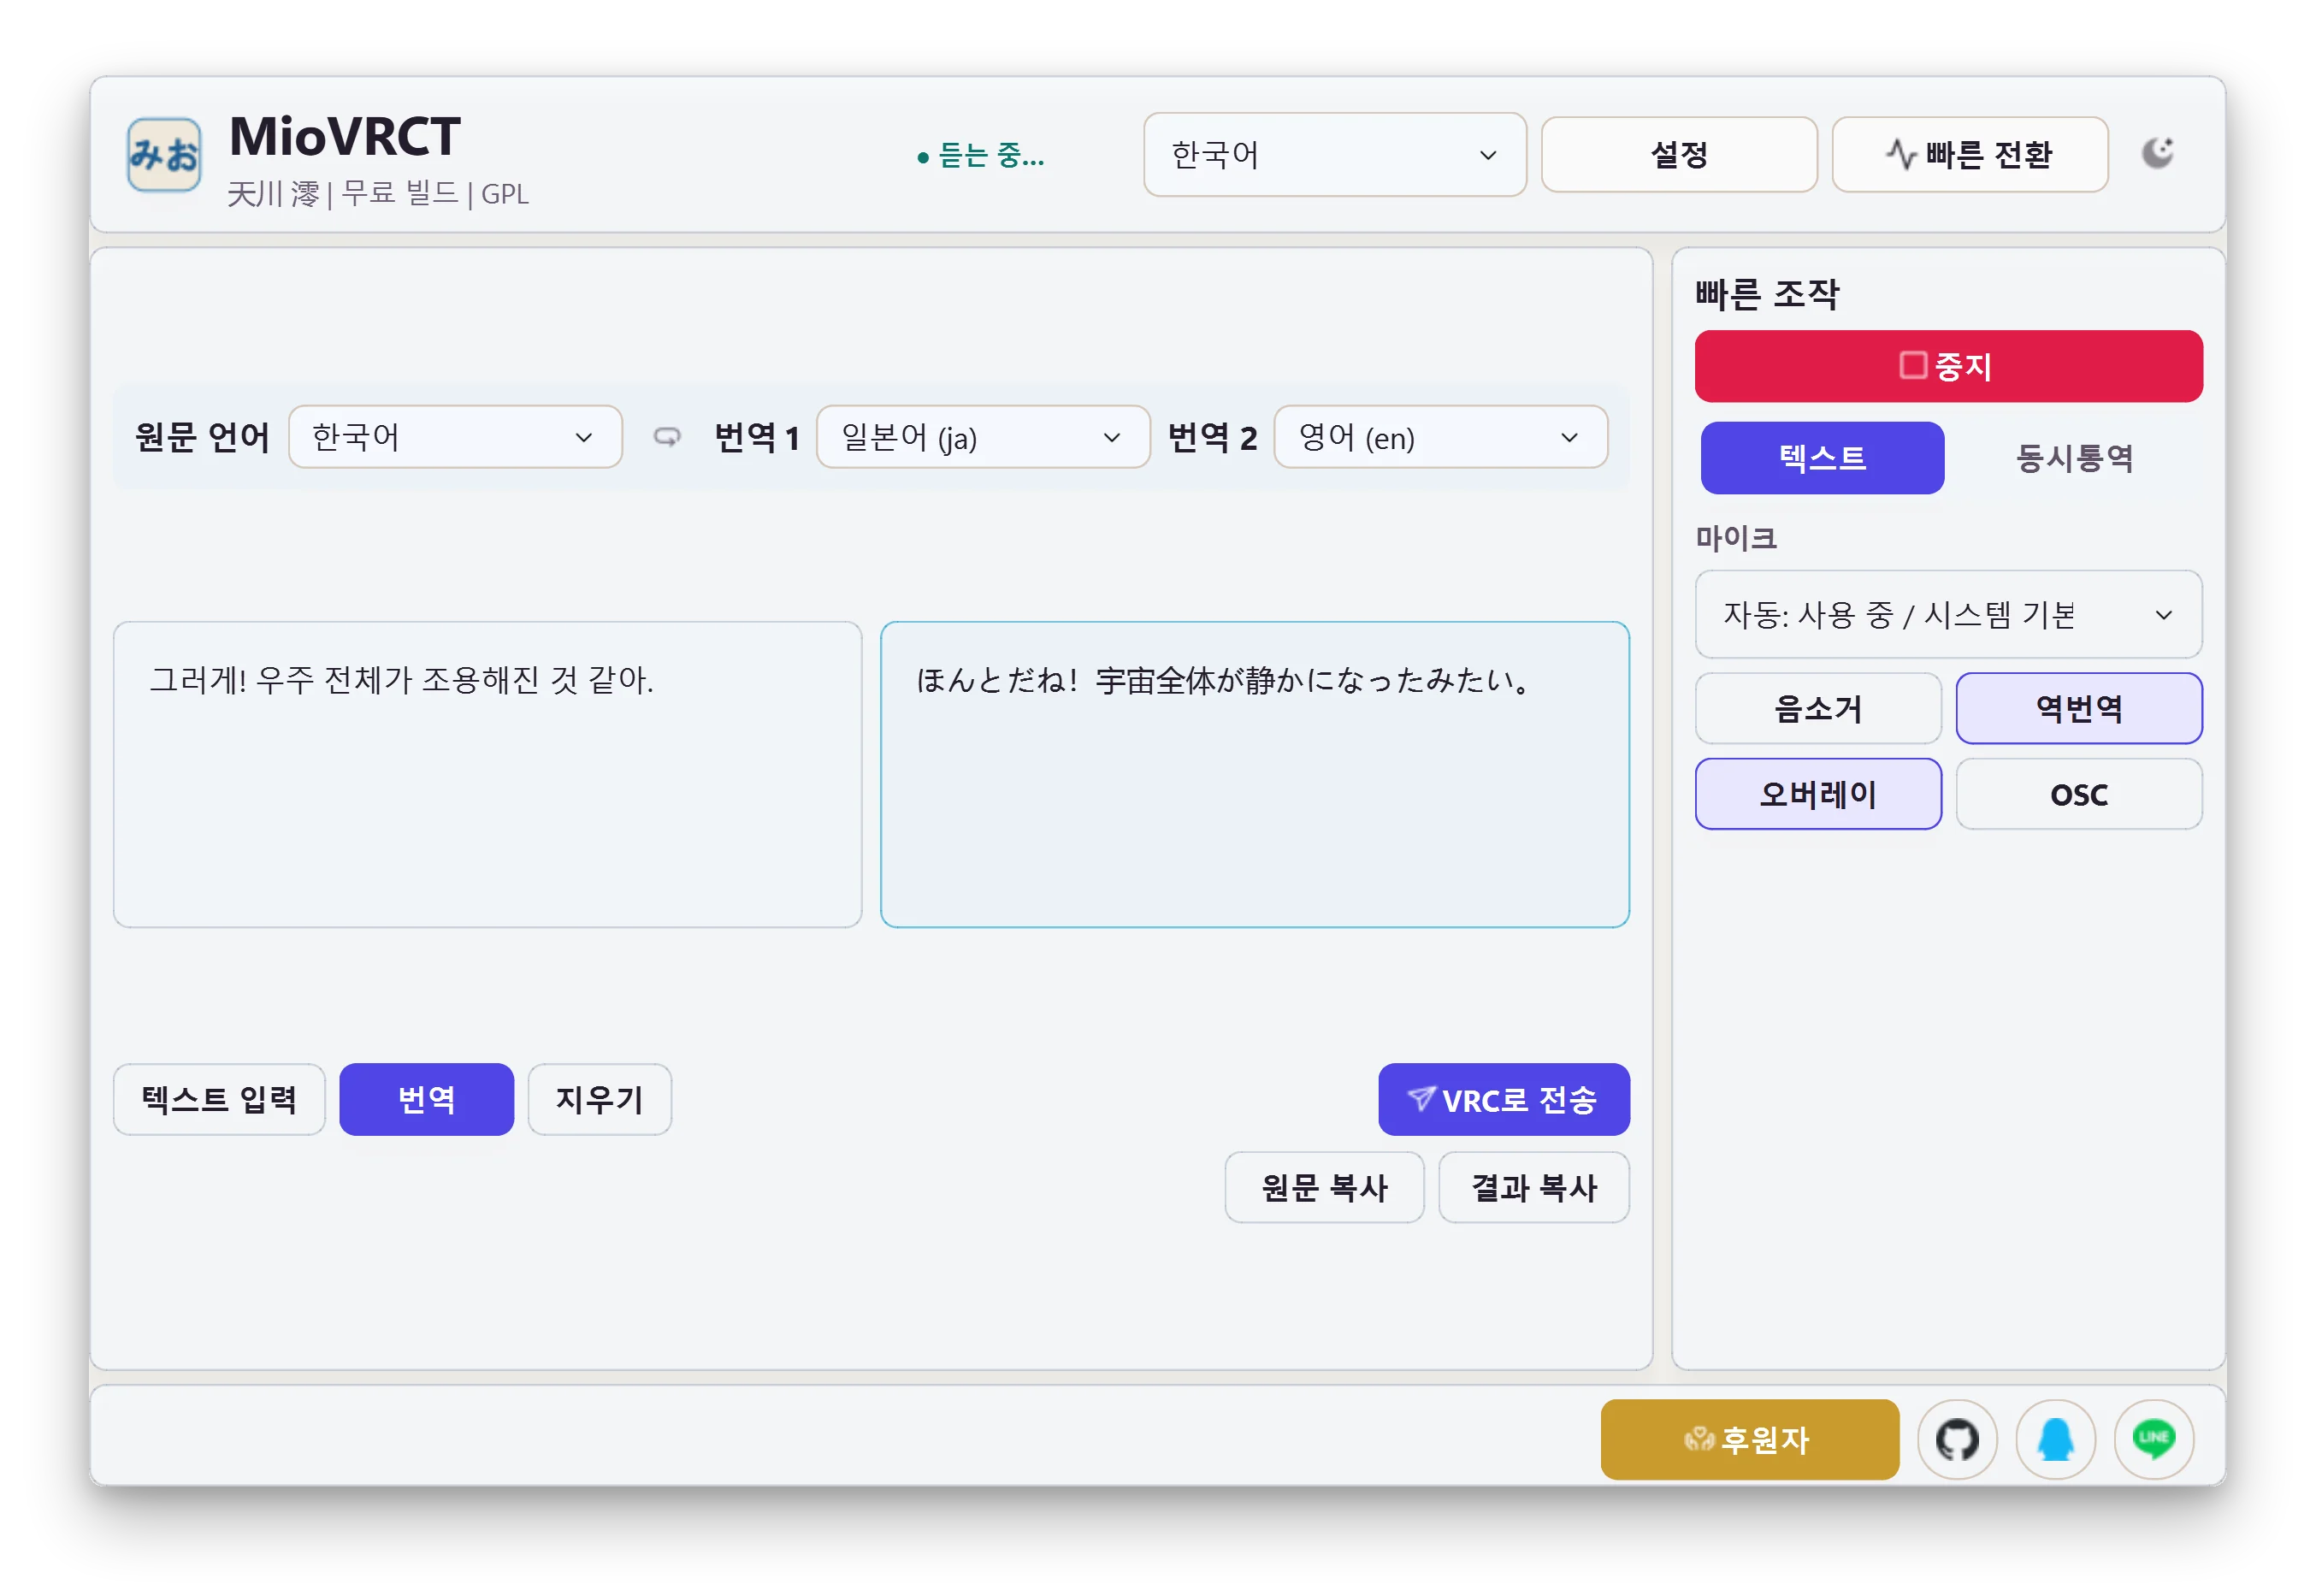 みお
MioVRCT
天川 澪 | 무료 빌드 | GPL
● 듣는 중...
한국어
설정
빠른 전환
원문 언어
한국어
번역 1
일본어 (ja)
번역 2
영어 (en)
그러게! 우주 전체가 조용해진 것 같아.
ほんとだね！宇宙全体が静かになったみたい。
텍스트 입력
번역
지우기
VRC로 전송
원문 복사
결과 복사
빠른 조작
중지
텍스트
동시통역
마이크
자동: 사용 중 / 시스템 기본
음소거
역번역
오버레이
OSC
후원자
LINE